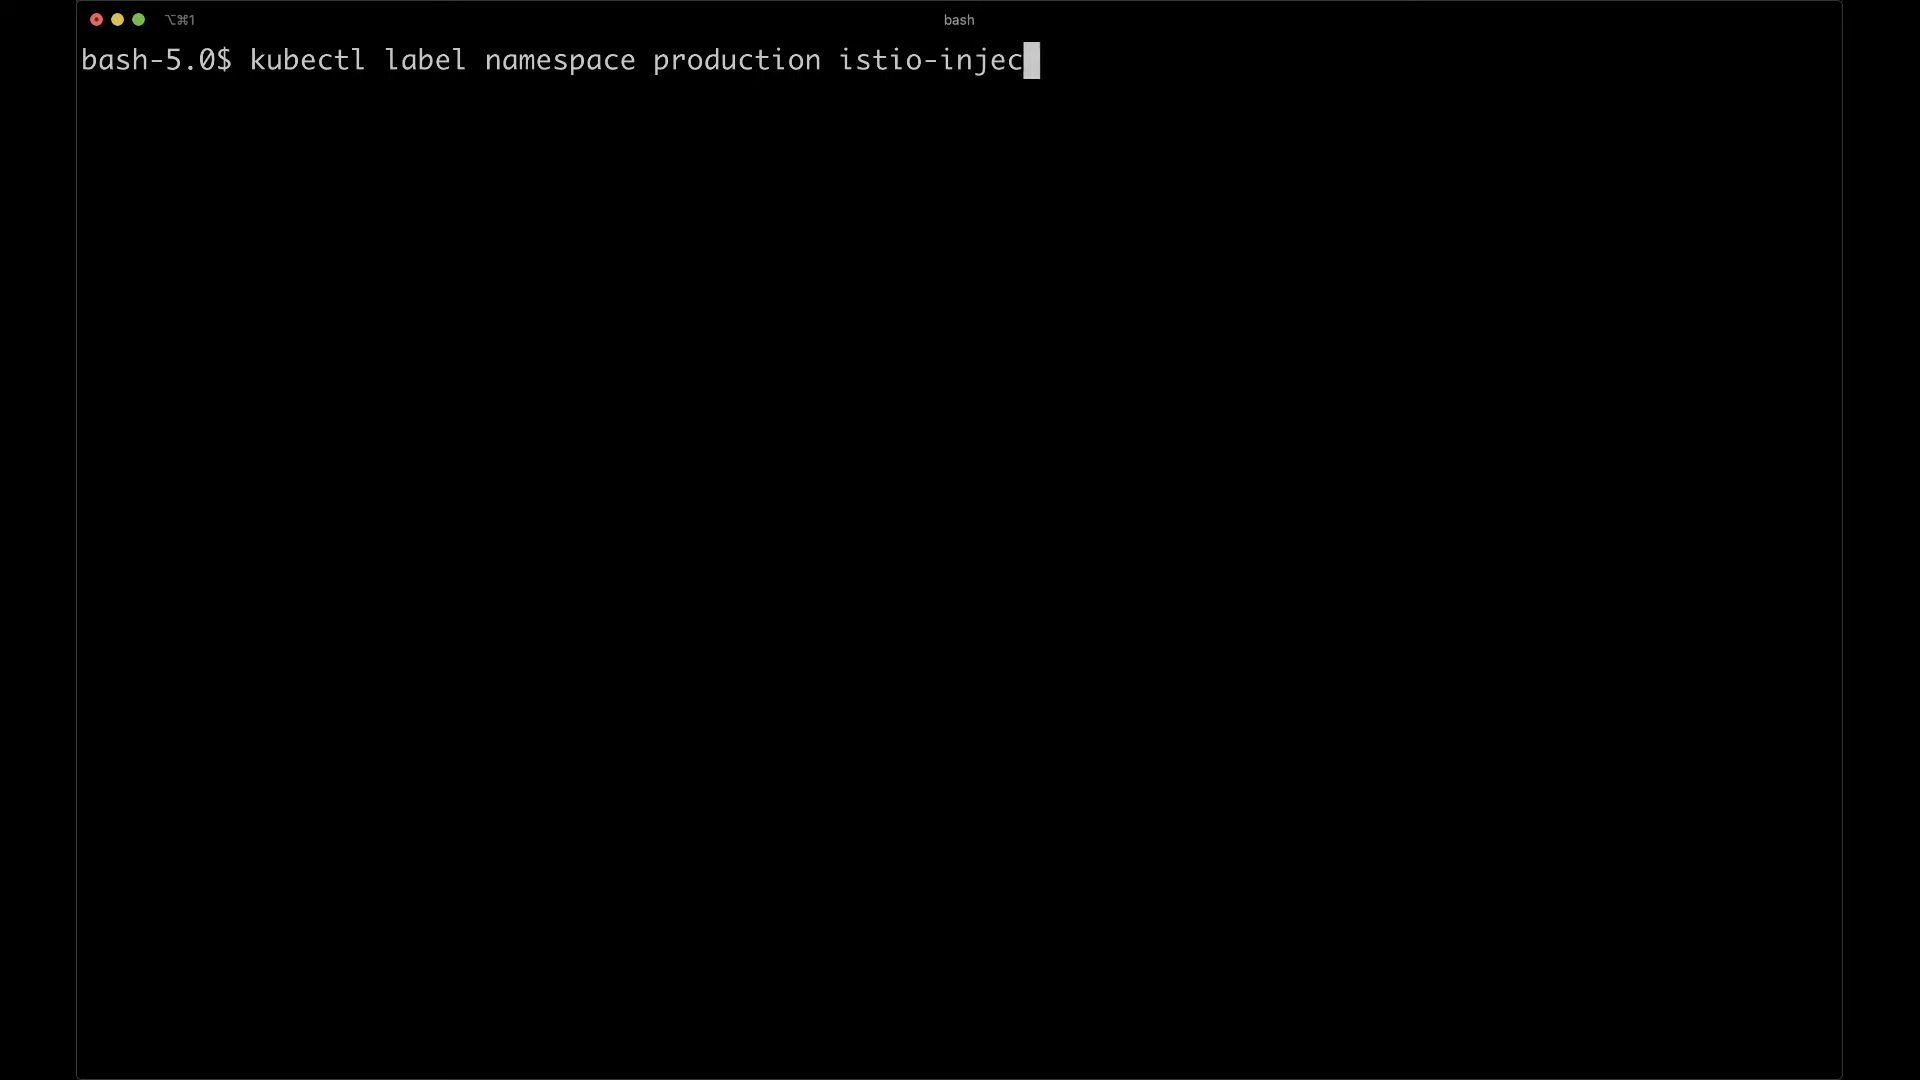 ⌥⌘1 bash
bash-5.0$ kubectl label namespace production istio-injec